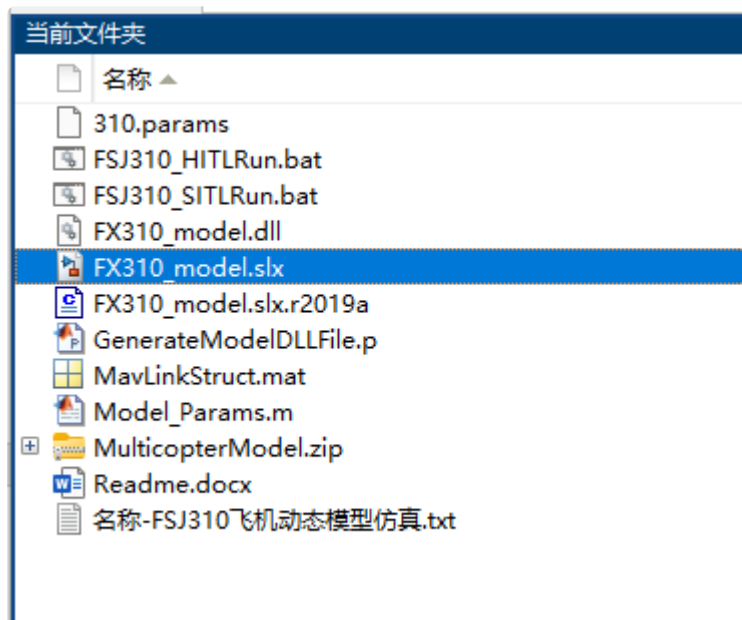 当前文件夹
名称
310.params
FSJ310_HITLRun.bat
FSJ310_SITLRun.bat
FX310_model.dll
FX310_model.slx
FX310_model.slx.r2019a
GenerateModelDLLFile.p
MavLinkStruct.mat
Model_Params.m
MulticopterModel.zip
Readme.docx
名称-FSJ310飞机动态模型仿真.txt